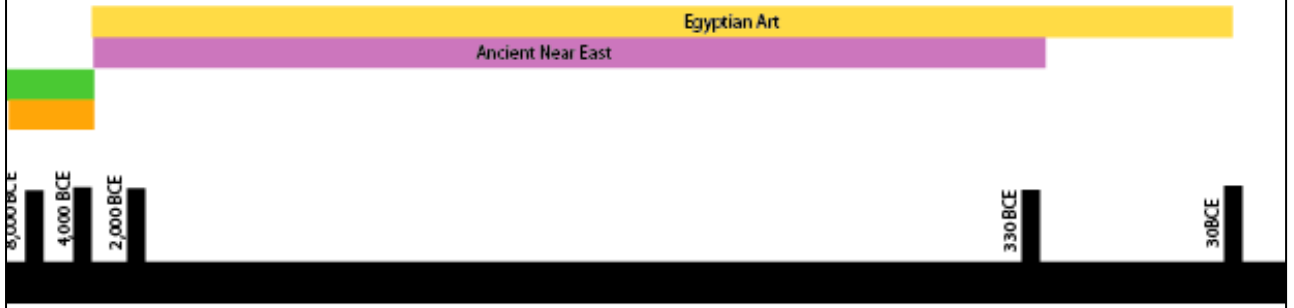 Egyptian Art
Ancient Near East
8,000 BCE
4,000 BCE
2,000 BCE
330 BCE
30BCE